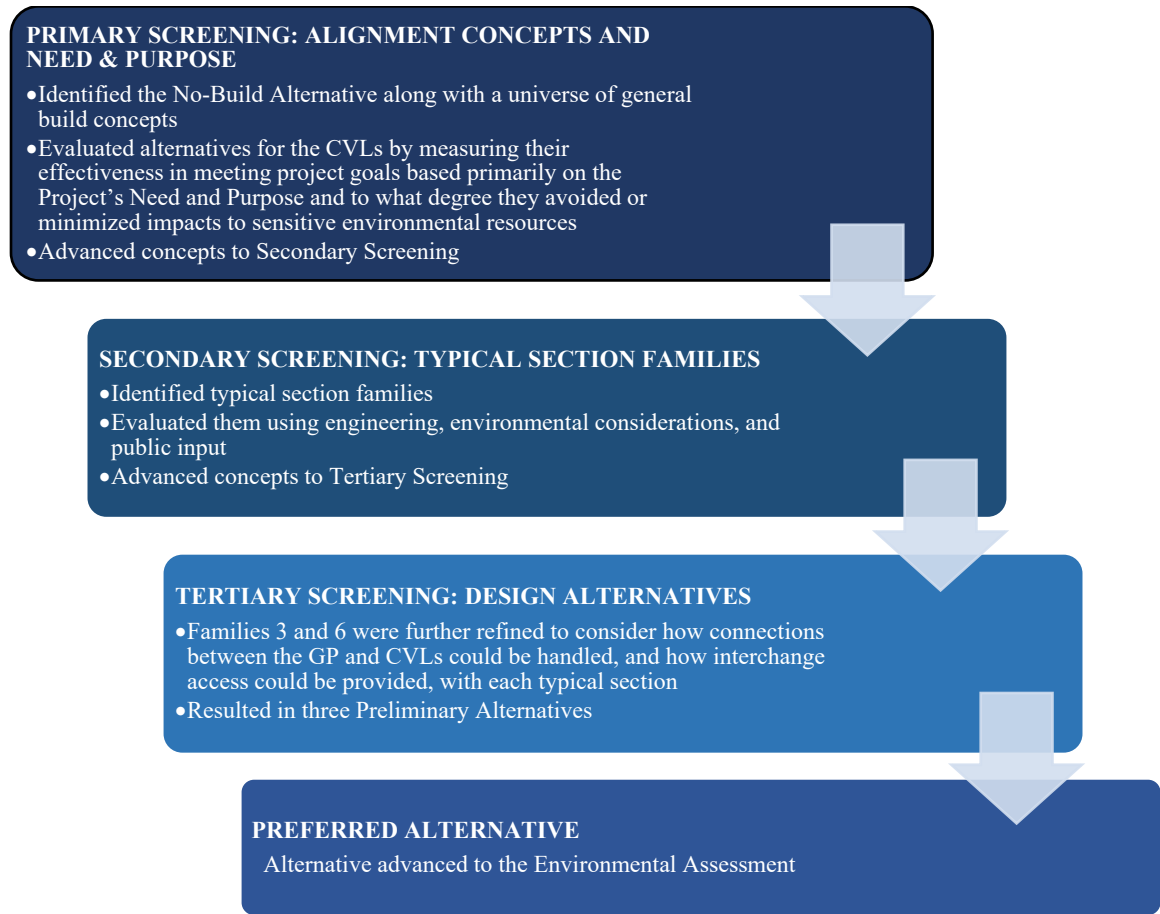 PRIMARY SCREENING: ALIGNMENT CONCEPTS AND
NEED & PURPOSE
•Identified the No-Build Alternative along with a universe of general
build concepts
•Evaluated alternatives for the CVLs by measuring their
effectiveness in meeting project goals based primarily on the
Project’s Need and Purpose and to what degree they avoided or
minimized impacts to sensitive environmental resources
•Advanced concepts to Secondary Screening
SECONDARY SCREENING: TYPICAL SECTION FAMILIES
•Identified typical section families
•Evaluated them using engineering, environmental considerations, and
public input
•Advanced concepts to Tertiary Screening
TERTIARY SCREENING: DESIGN ALTERNATIVES
•Families 3 and 6 were further refined to consider how connections
between the GP and CVLs could be handled, and how interchange
access could be provided, with each typical section
•Resulted in three Preliminary Alternatives
PREFERRED ALTERNATIVE
Alternative advanced to the Environmental Assessment